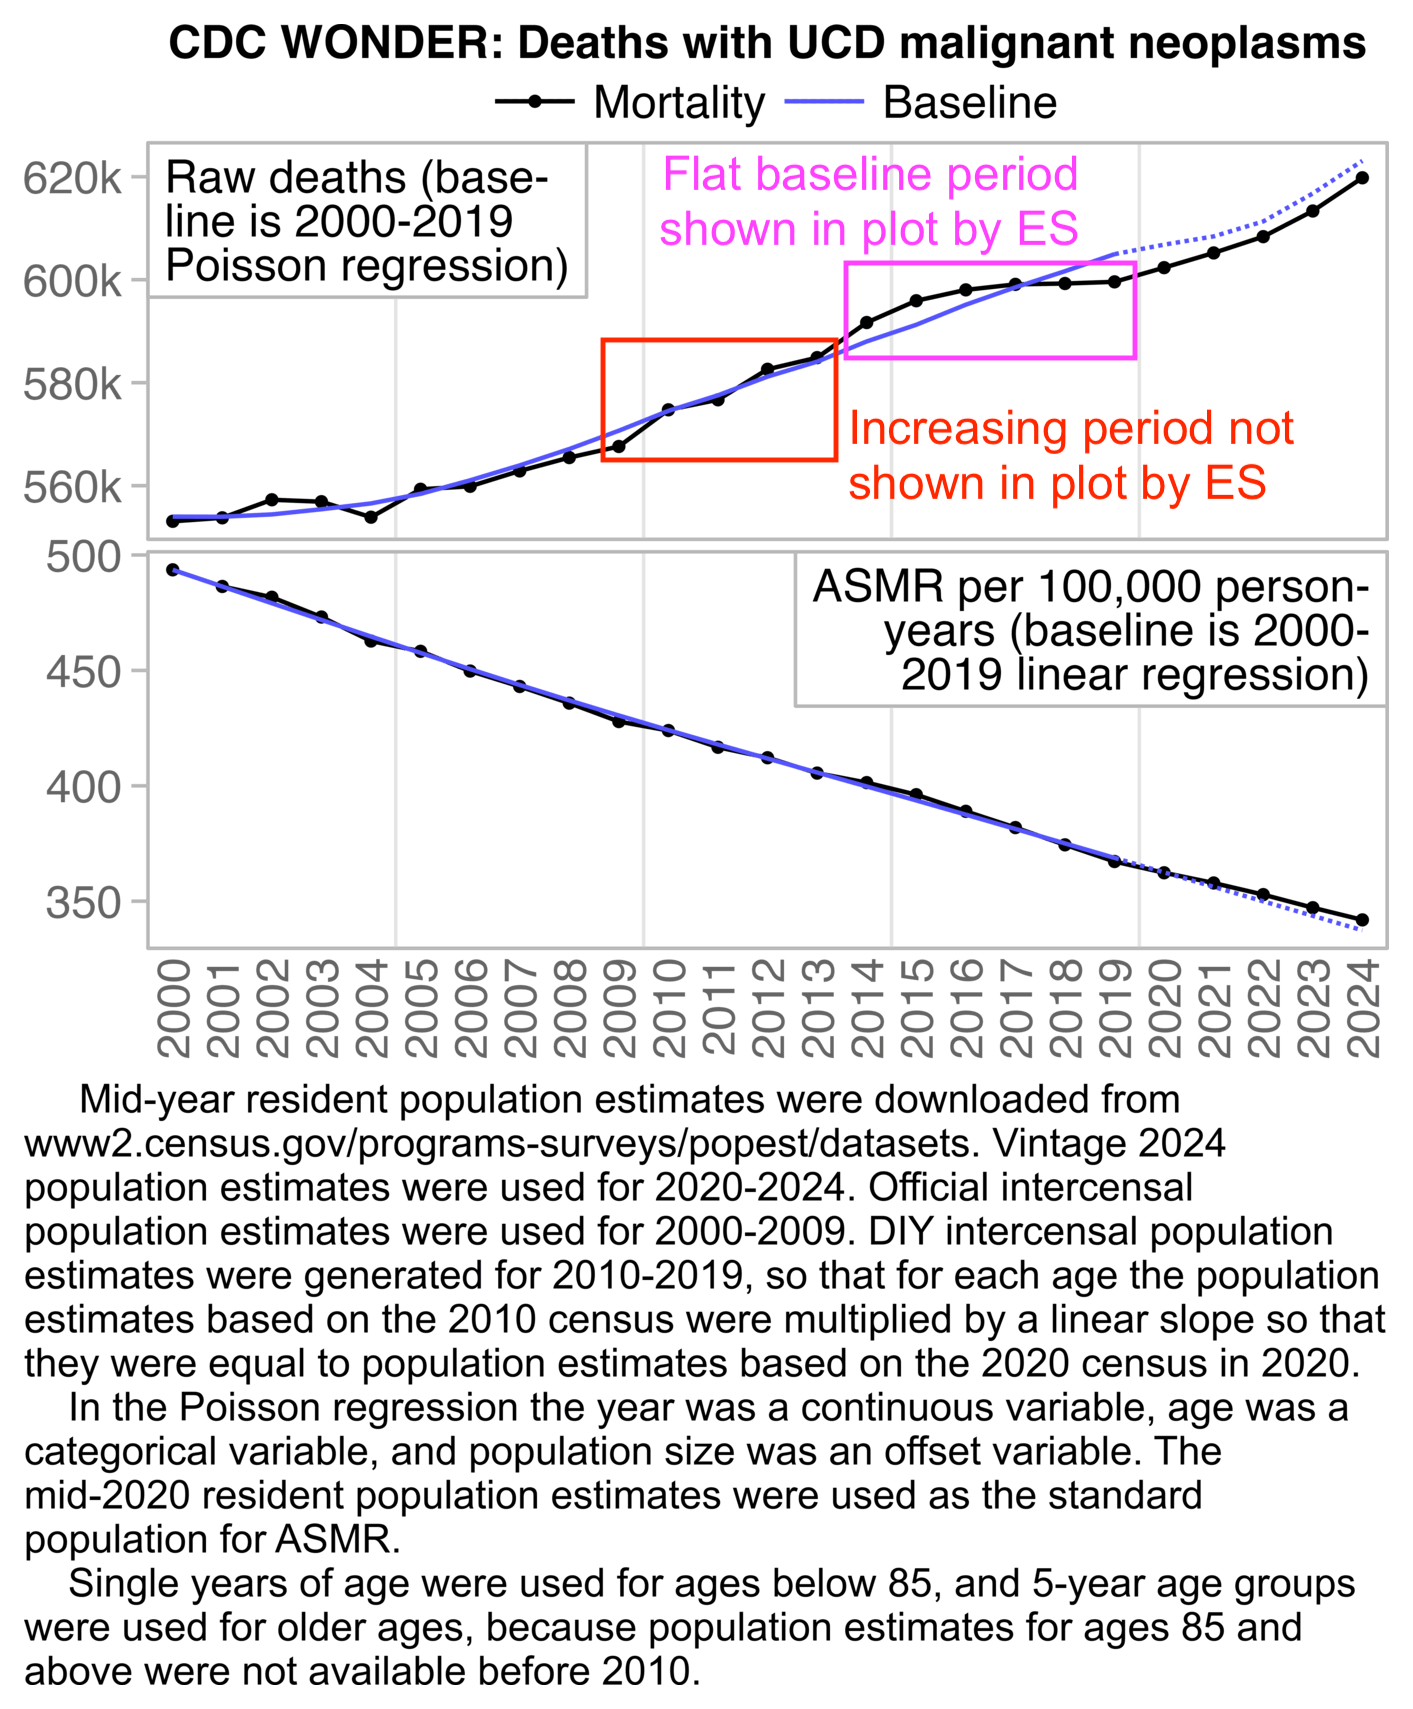 CDC WONDER: Deaths with UCD malignant neoplasms
Mortality Baseline
620k
600k
580k
560k
Raw deaths (base-
line is 2000-2019
Poisson regression)
Flat baseline period
shown in plot by ES
Increasing period not
shown in plot by ES
500
450
400
350
ASMR per 100,000 person-
years (baseline is 2000-
2019 linear regression)
2000 2001 2002 2003 2004 2005 2006 2007 2008 2009 2010 2011 2012 2013 2014 2015 2016 2017 2018 2019 2020 2021 2022 2023 2024
Mid-year resident population estimates were downloaded from
www2.census.gov/programs-surveys/popest/datasets. Vintage 2024
population estimates were used for 2020-2024. Official intercensal
population estimates were used for 2000-2009. DIY intercensal population
estimates were generated for 2010-2019, so that for each age the population
estimates based on the 2010 census were multiplied by a linear slope so that
they were equal to population estimates based on the 2020 census in 2020.
In the Poisson regression the year was a continuous variable, age was a
categorical variable, and population size was an offset variable. The
mid-2020 resident population estimates were used as the standard
population for ASMR.
Single years of age were used for ages below 85, and 5-year age groups
were used for older ages, because population estimates for ages 85 and
above were not available before 2010.